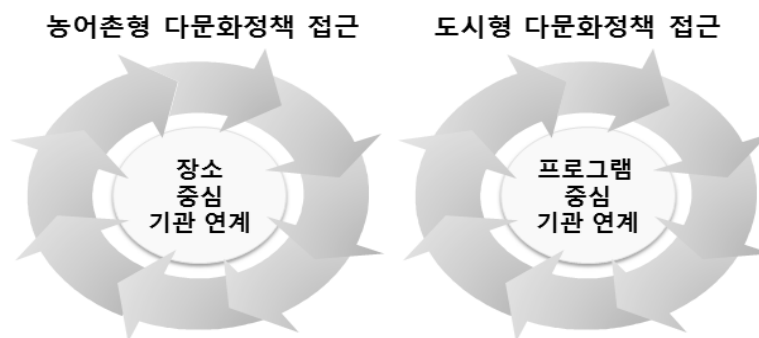 농어촌형 다문화정책 접근
도시형 다문화정책 접근
장소
중심
기관 연계
프로그램
중심
기관 연계